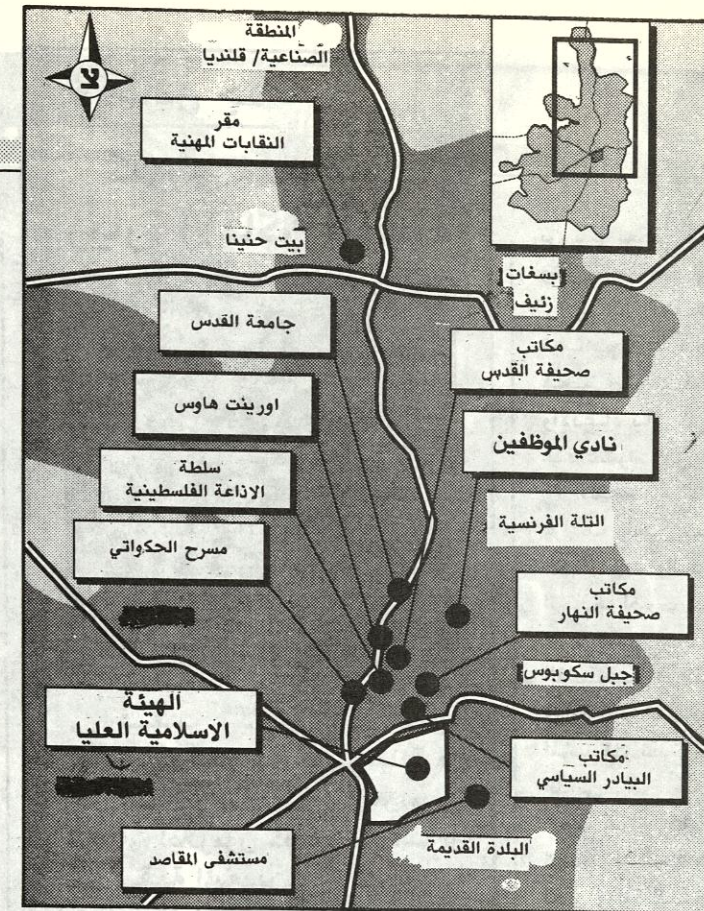 المنطقة
الصناعية/ قلنديا
مقر
النقابات المهنية
بيت حنينا
بسغات
زئيف
جامعة القدس
مكاتب
صحيفة القدس
اورينت هاوس
نادي الموظفين
سلطة
الاذاعة الفلسطينية
التلة الفرنسية
مسرح الحكواتي
مكاتب
صحيفة النهار
جبل سكوبوس
الهيئة
الاسلامية العليا
مكاتب
البيادر السياسي
البلدة القديمة
مستشفى المقاصد